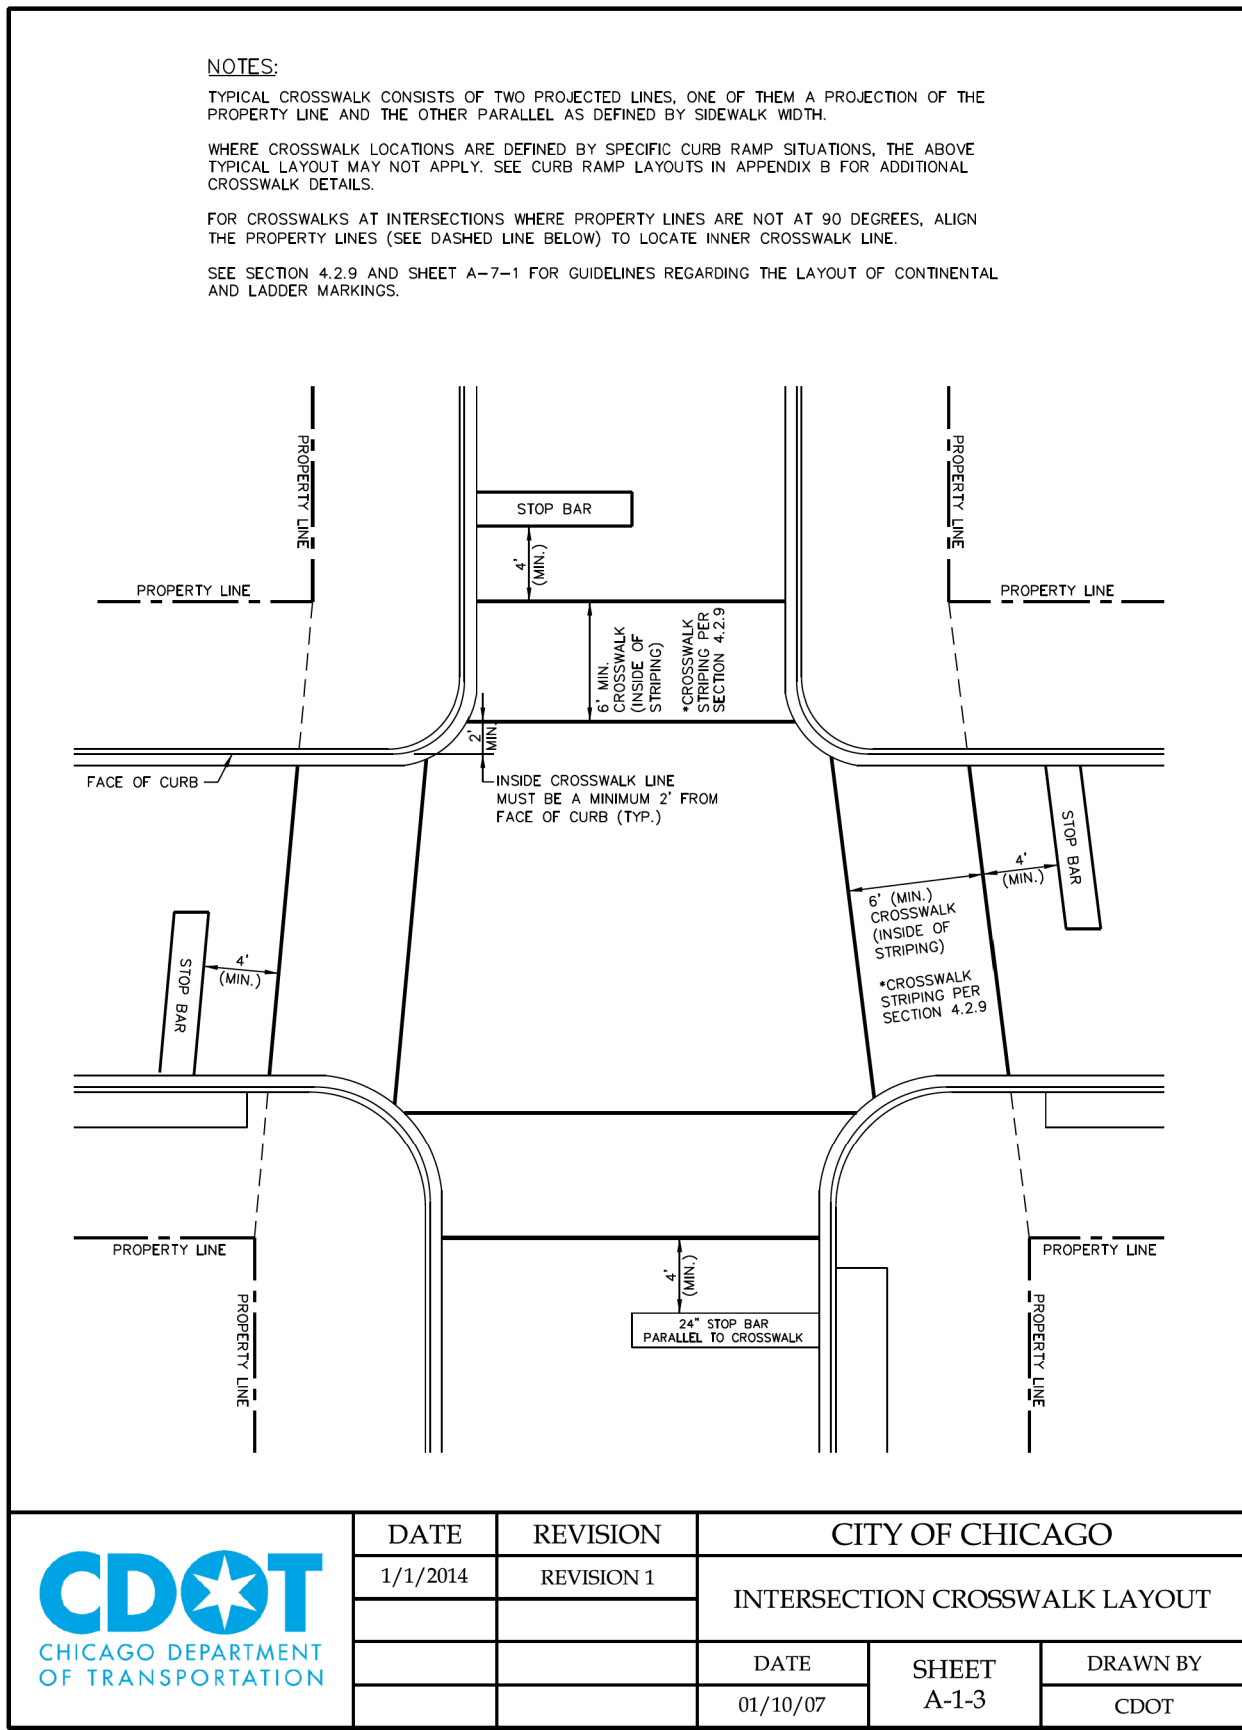 NOTES:
TYPICAL CROSSWALK CONSISTS OF TWO PROJECTED LINES, ONE OF THEM A PROJECTION OF THE
PROPERTY LINE AND THE OTHER PARALLEL AS DEFINED BY SIDEWALK WIDTH.
WHERE CROSSWALK LOCATIONS ARE DEFINED BY SPECIFIC CURB RAMP SITUATIONS, THE ABOVE
TYPICAL LAYOUT MAY NOT APPLY. SEE CURB RAMP LAYOUTS IN APPENDIX B FOR ADDITIONAL
CROSSWALK DETAILS.
FOR CROSSWALKS AT INTERSECTIONS WHERE PROPERTY LINES ARE NOT AT 90 DEGREES, ALIGN
THE PROPERTY LINES (SEE DASHED LINE BELOW) TO LOCATE INNER CROSSWALK LINE.
SEE SECTION 4.2.9 AND SHEET A-7-1 FOR GUIDELINES REGARDING THE LAYOUT OF CONTINENTAL
AND LADDER MARKINGS.
PROPERTY LINE
PROPERTY LINE
STOP BAR
4'
(MIN.)
PROPERTY LINE
PROPERTY LINE
6' MIN.
CROSSWALK
(INSIDE OF
STRIPING)
*CROSSWALK
STRIPING PER
SECTION 4.2.9
2'
MIN.
FACE OF CURB
INSIDE CROSSWALK LINE
MUST BE A MINIMUM 2' FROM
FACE OF CURB (TYP.)
STOP BAR
4'
(MIN.)
6' (MIN.)
CROSSWALK
(INSIDE OF
STRIPING)
*CROSSWALK
STRIPING PER
SECTION 4.2.9
STOP BAR
4'
(MIN.)
PROPERTY LINE
PROPERTY LINE
4'
(MIN.)
PROPERTY LINE
PROPERTY LINE
24" STOP BAR
PARALLEL TO CROSSWALK
CDOT
CHICAGO DEPARTMENT
OF TRANSPORTATION
DATE
REVISION
CITY OF CHICAGO
1/1/2014
REVISION 1
INTERSECTION CROSSWALK LAYOUT
DATE
SHEET
A-1-3
DRAWN BY
01/10/07
CDOT